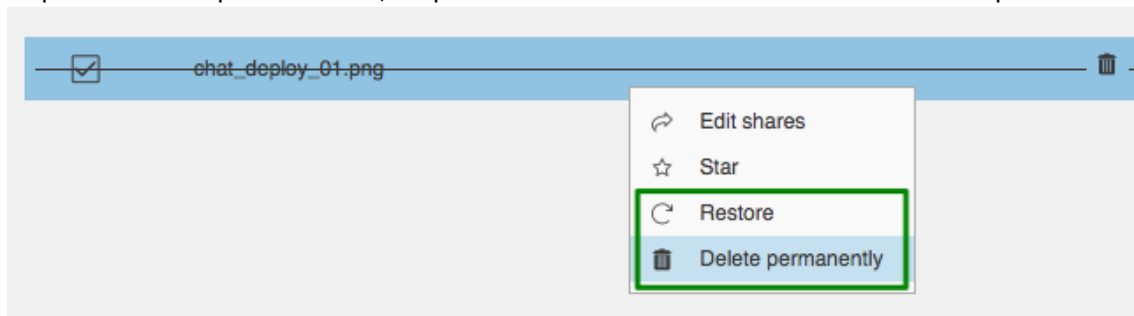 chat_deploy_01.png
Edit shares
Star
Restore
Delete permanently